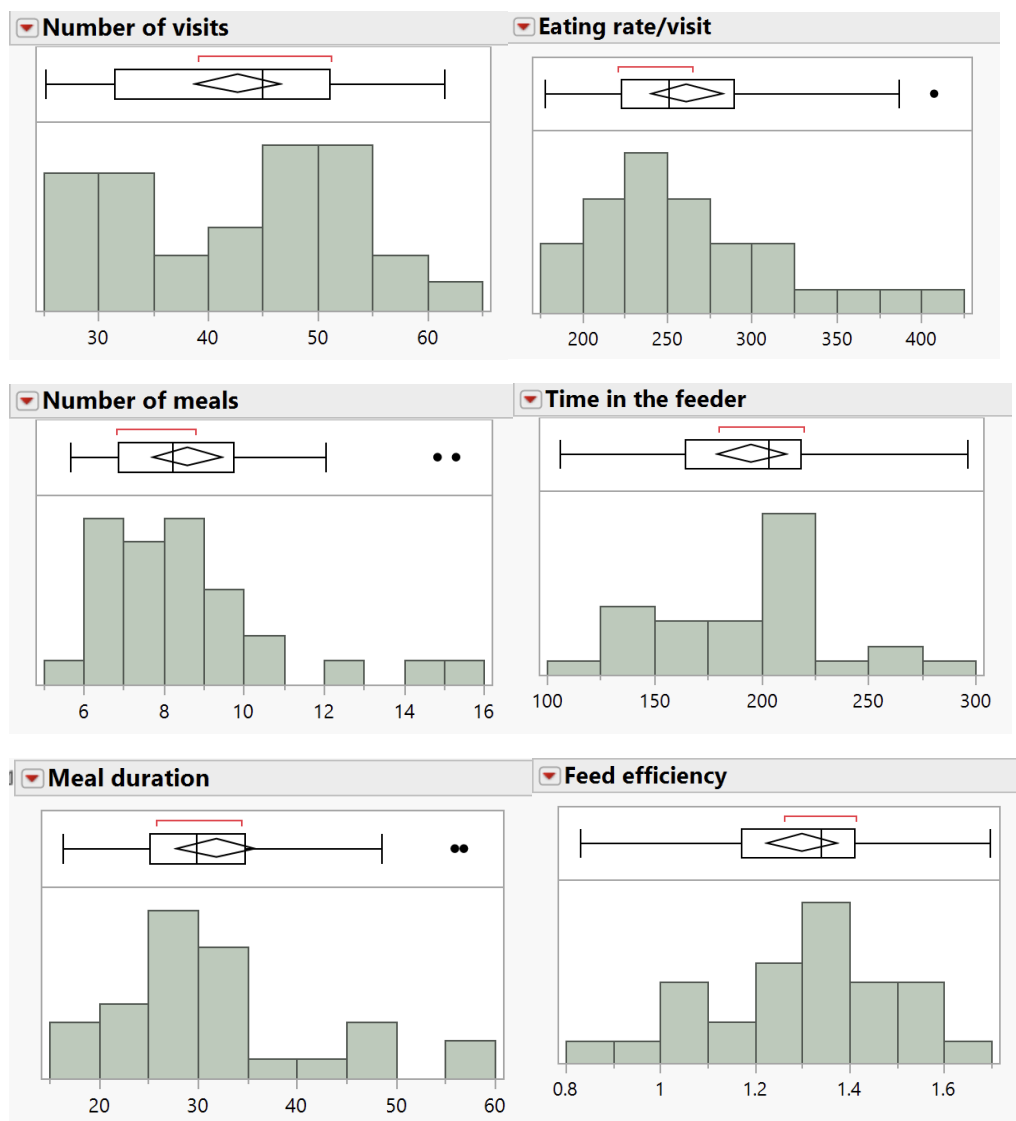 Number of visits
Eating rate/visit
30 40 50 60
200 250 300 350 400
Number of meals
Time in the feeder
6 8 10 12 14 16
100 150 200 250 300
Meal duration
Feed efficiency
20 30 40 50 60
0.8 1 1.2 1.4 1.6